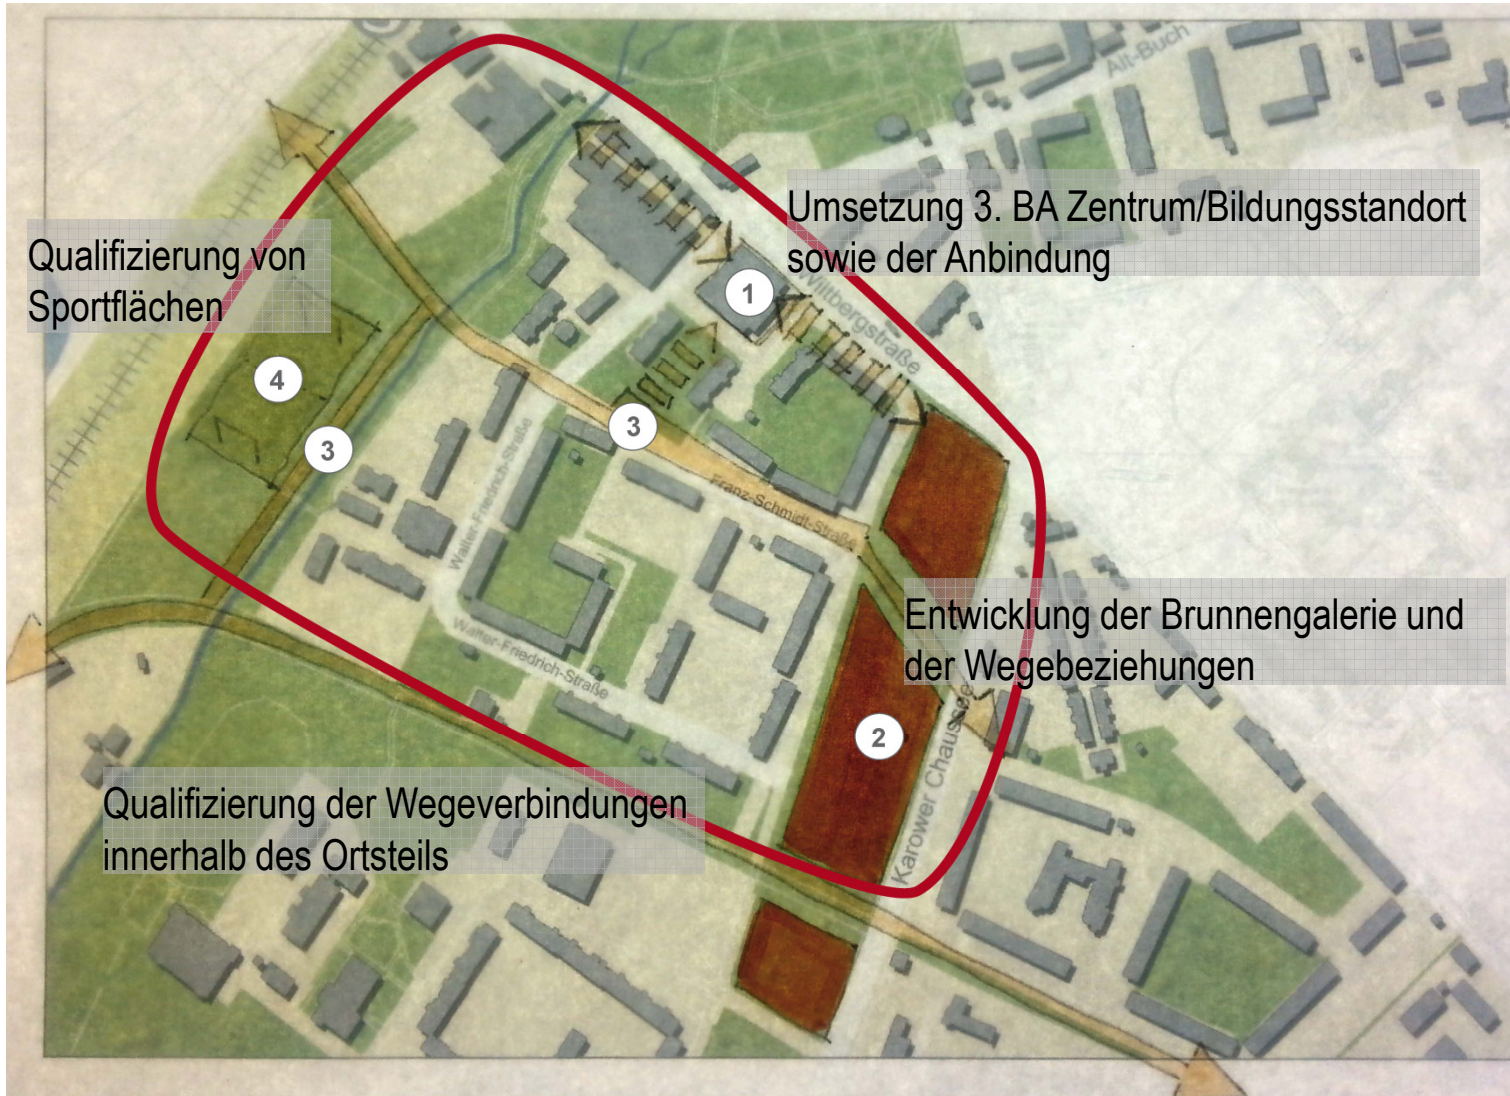 Alt-Buch
Umsetzung 3. BA Zentrum/Bildungsstandort
sowie der Anbindung
Qualifizierung von
Sportflächen
Wiltbergstraße
1
4
3
3
Walter-Friedrich-Straße
Franz-Schmidt-Straße
Entwicklung der Brunnengalerie und
der Wegebeziehungen
Walter-Friedrich-Straße
2
Karower Chaussee
Qualifizierung der Wegeverbindungen
innerhalb des Ortsteils